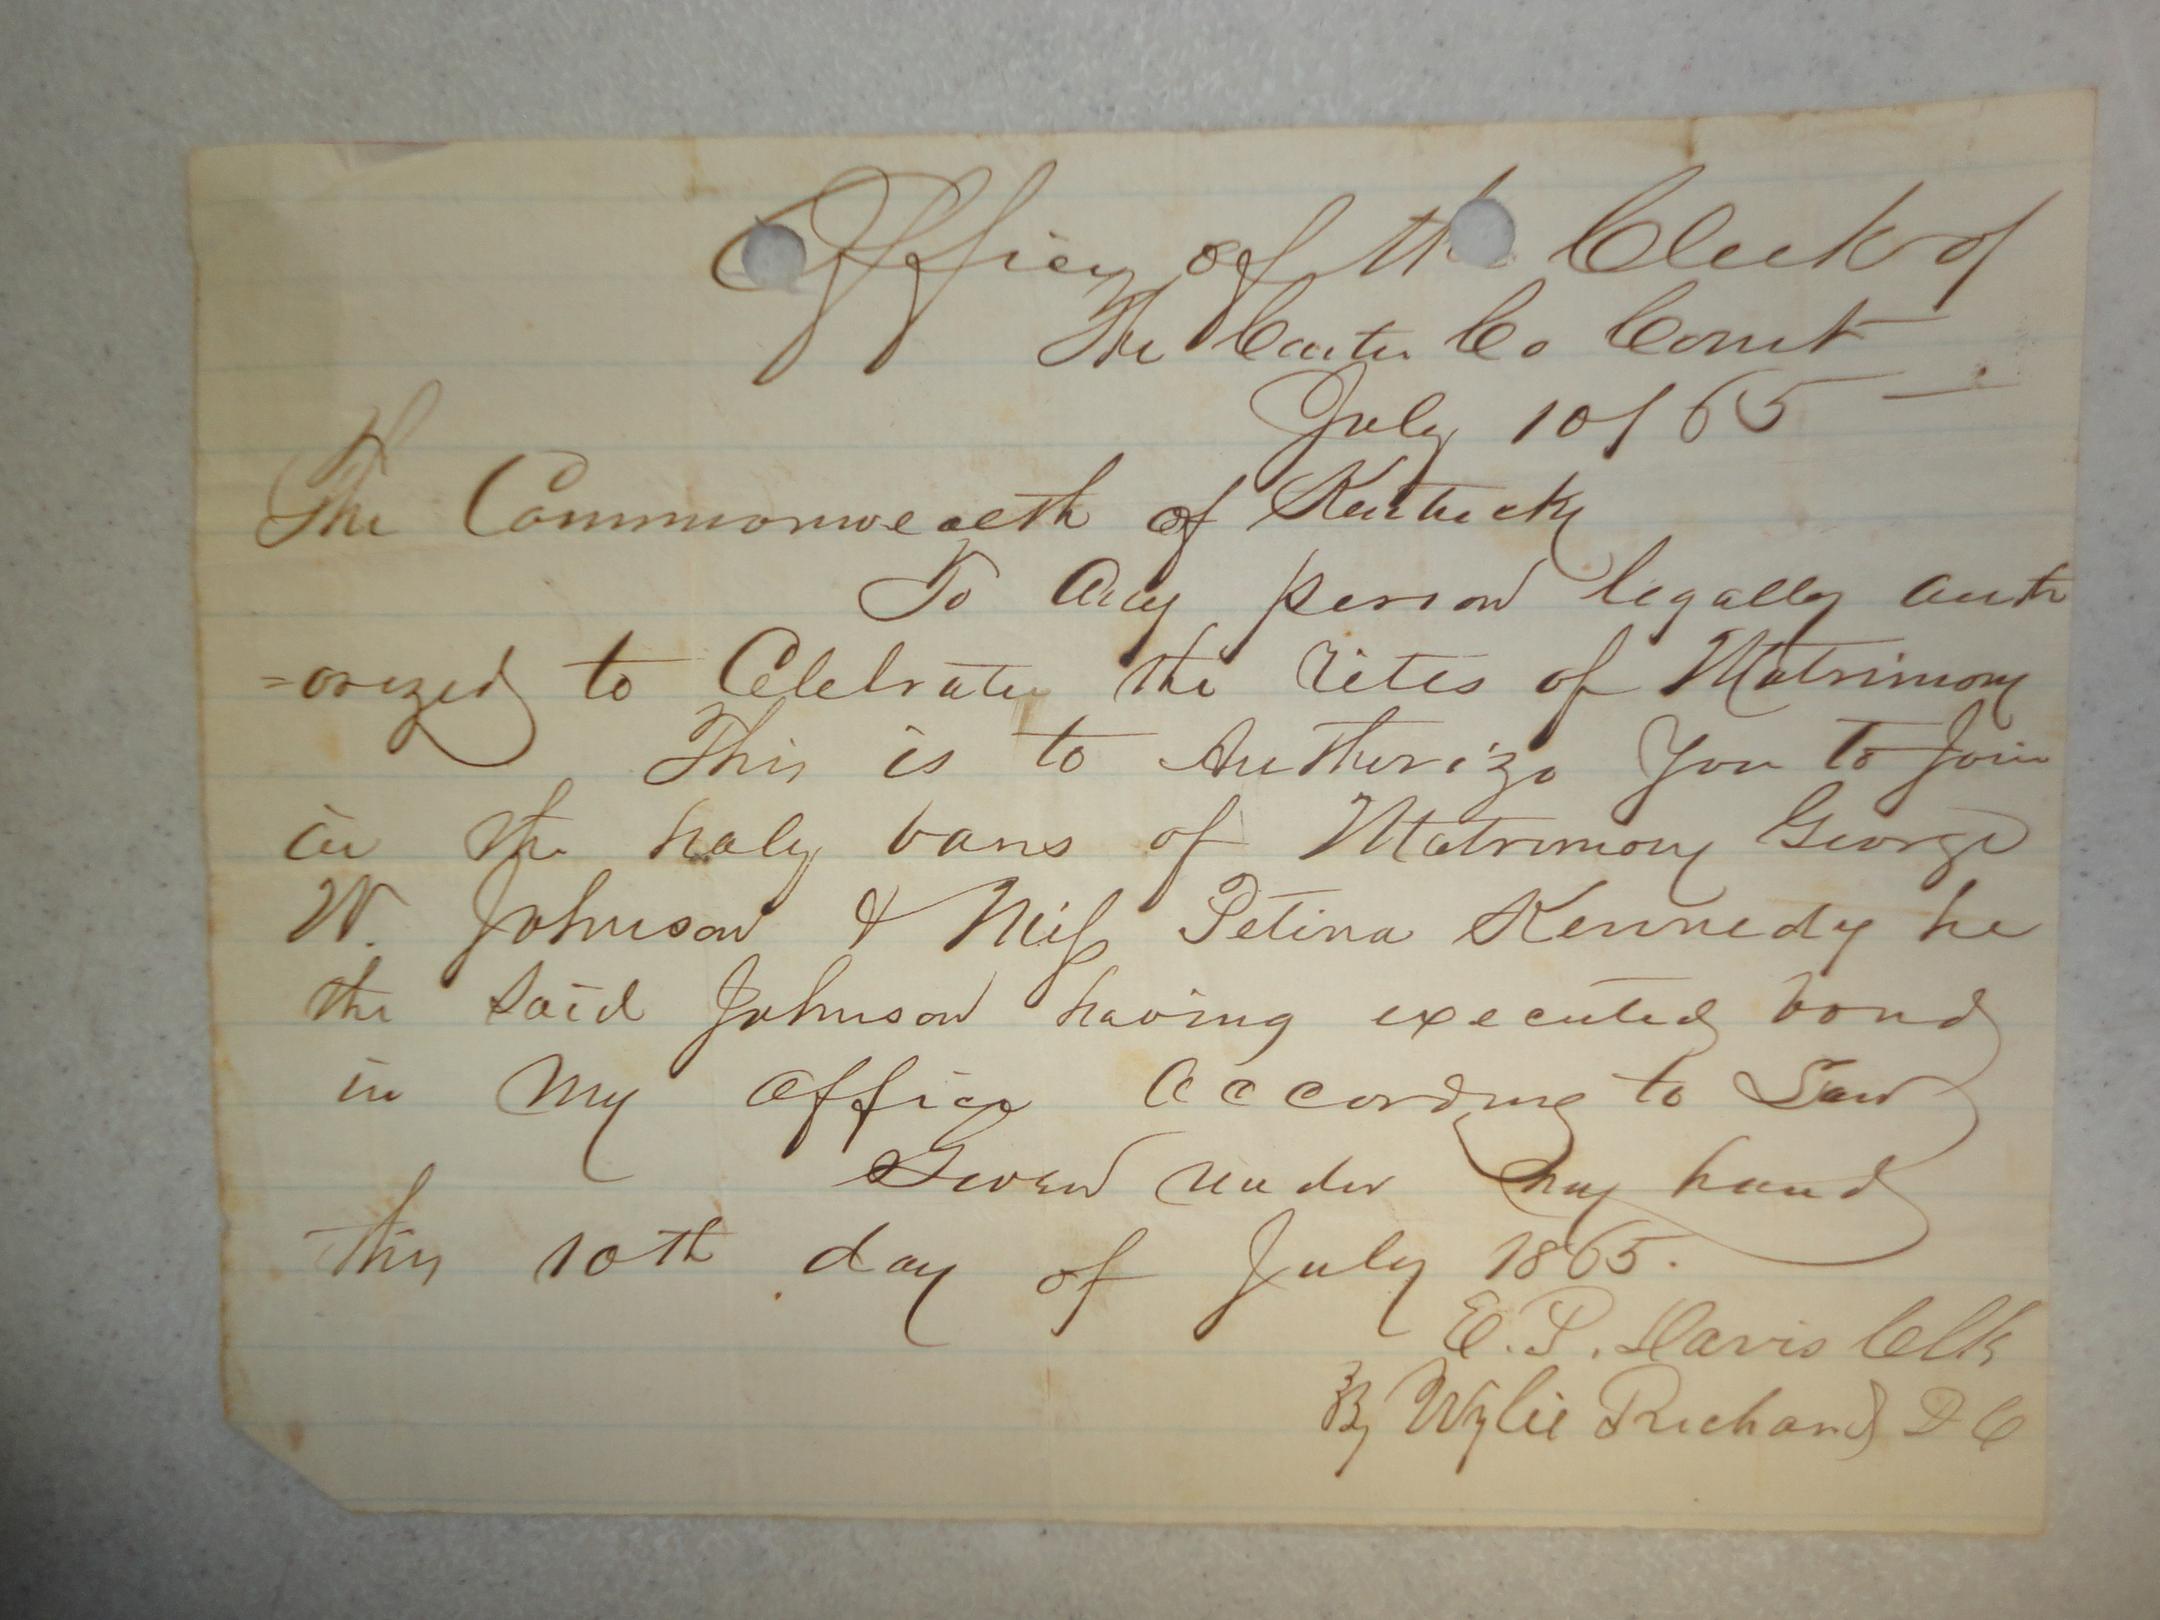 Office of the Clerk of
The Carter Co Court
July 10/65 —
The Commonwealth of Kentucky
To Any person legally auth
=orized to Celebrate the rites of Matrimony
This is to Authorize You to Join
in the holy bans of Matrimony George
W. Johnson & Miss Petina Kennedy he
the said Johnson having executed bond
in My office According to Law
Given under my hand
this 10th day of July 1865.
E. P. Davis Clk
By Wylie Richards D C